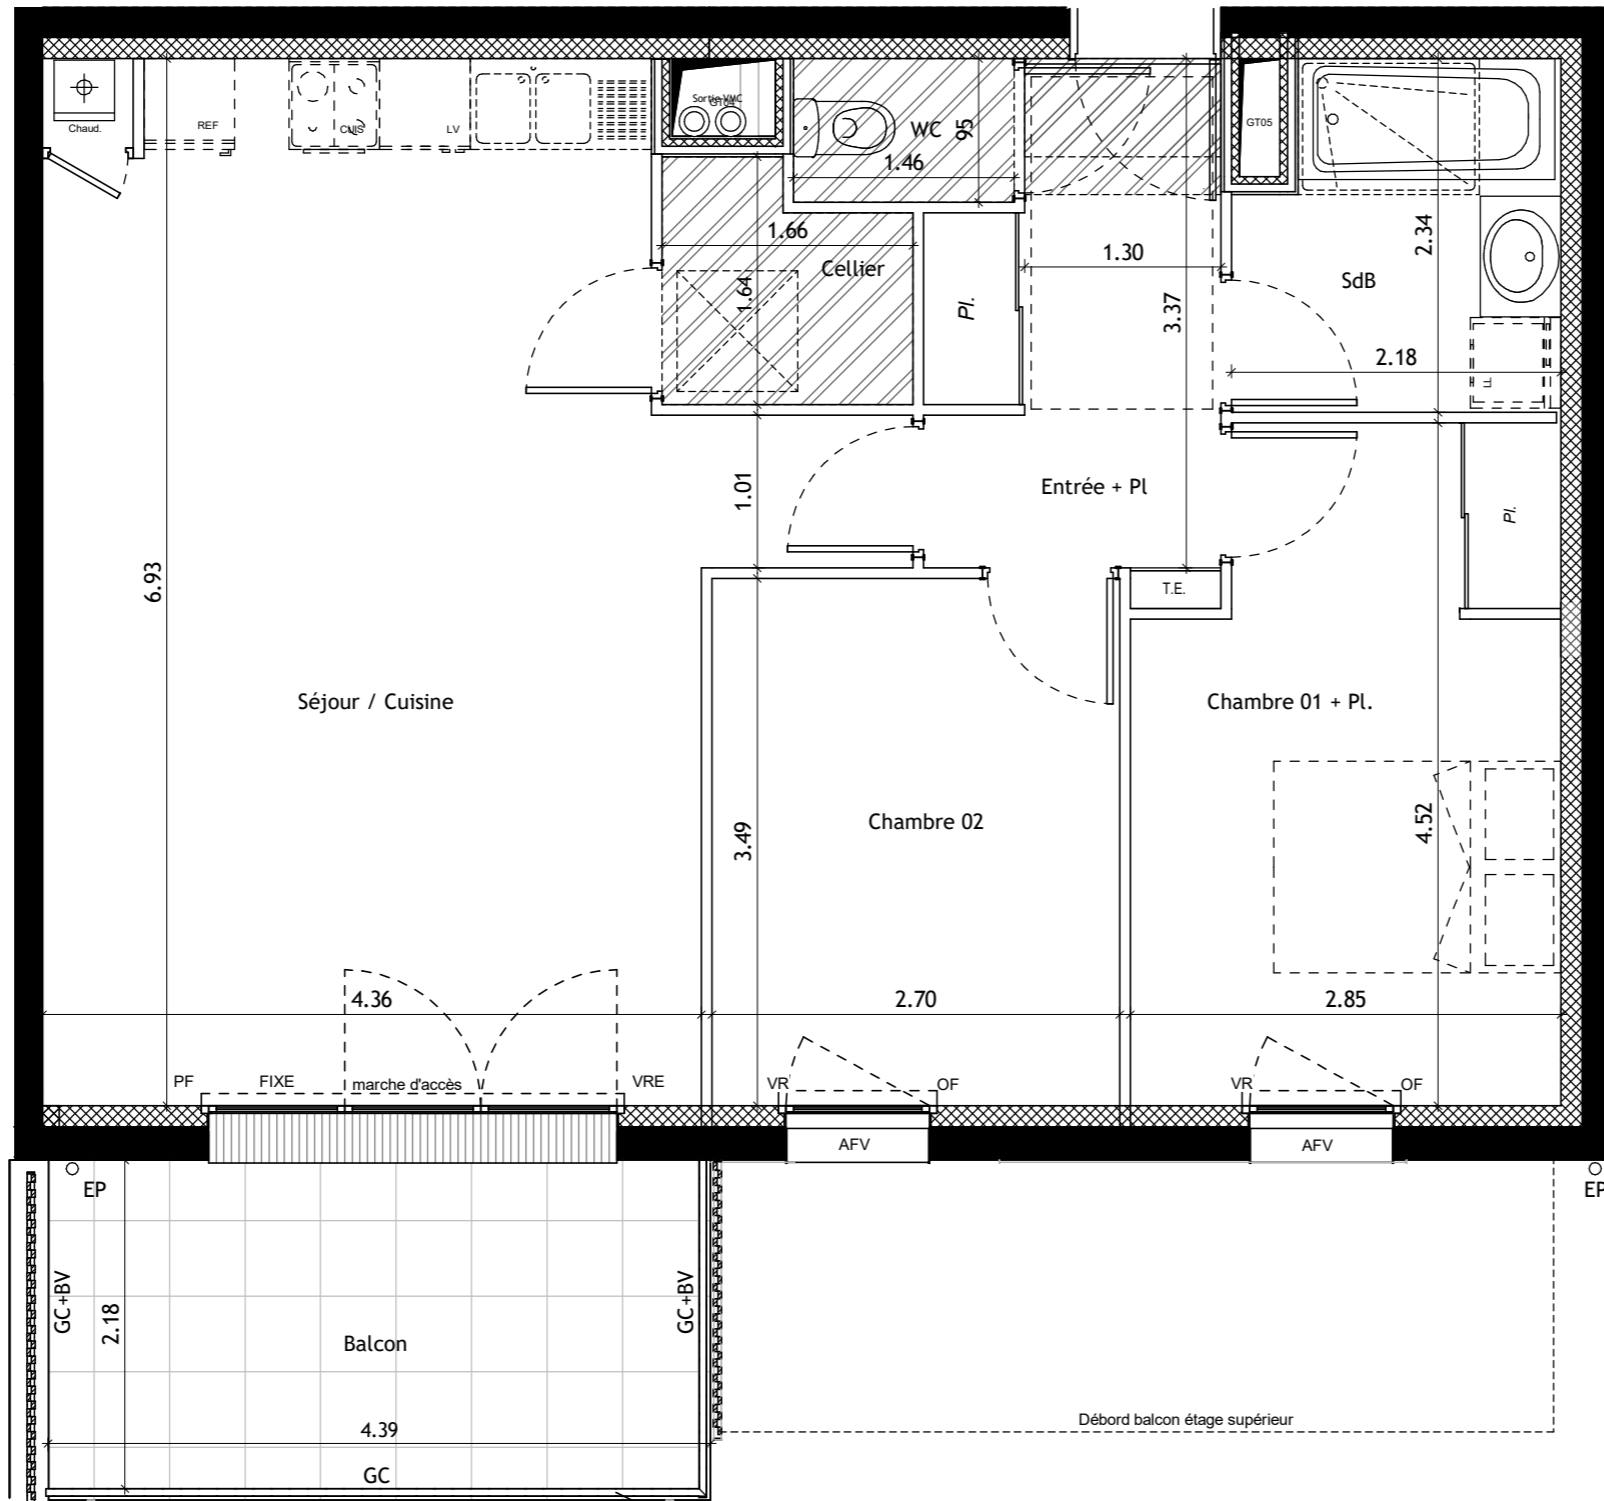 Chaud.
REF
CUIS
LV
Sortie VMC
GT04
WC
95
1.46
GT05
1.66
Cellier
1.64
Pl.
1.30
3.37
2.34
SdB
2.18
1.01
Entrée + Pl
Pl.
T.E.
6.93
Séjour / Cuisine
Chambre 01 + Pl.
Chambre 02
3.49
4.52
4.36
2.70
2.85
PF
FIXE
marche d'accès
VRE
VR
OF
VR
OF
AFV
AFV
EP
EP
GC+BV
2.18
GC+BV
Balcon
Débord balcon étage supérieur
4.39
GC